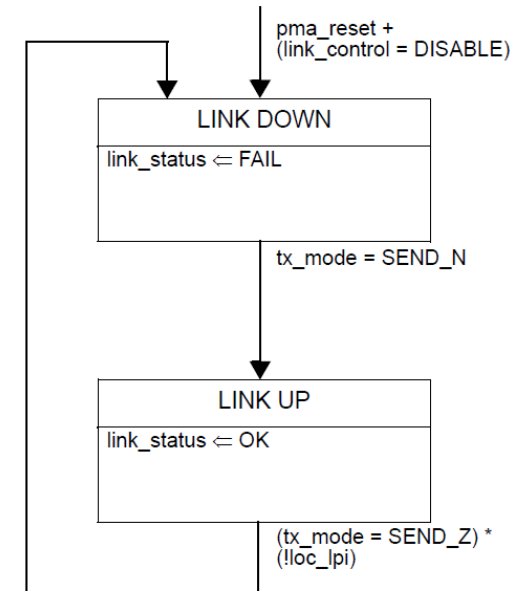 pma_reset +
(link_control = DISABLE)
LINK DOWN
link_status ⇐ FAIL
tx_mode = SEND_N
LINK UP
link_status ⇐ OK
(tx_mode = SEND_Z) *
(!loc_lpi)